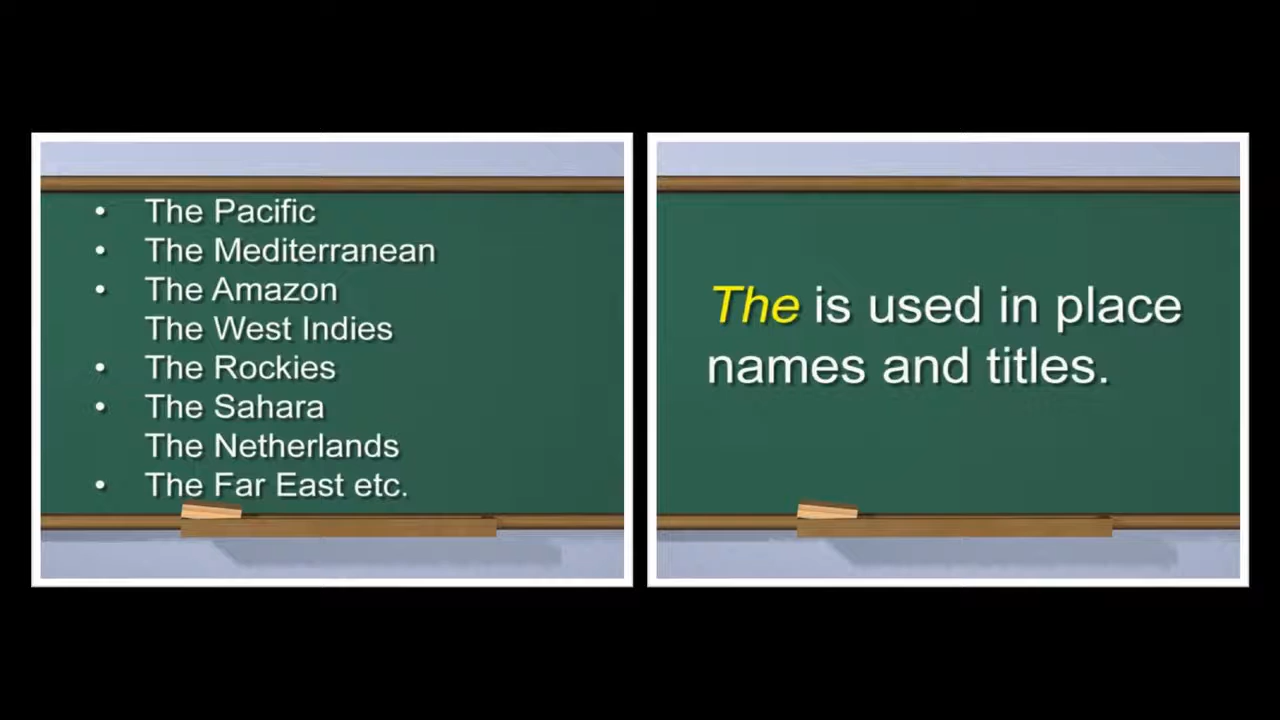 • The Pacific
• The Mediterranean
• The Amazon
The West Indies
• The Rockies
• The Sahara
The Netherlands
• The Far East etc.
The is used in place
names and titles.